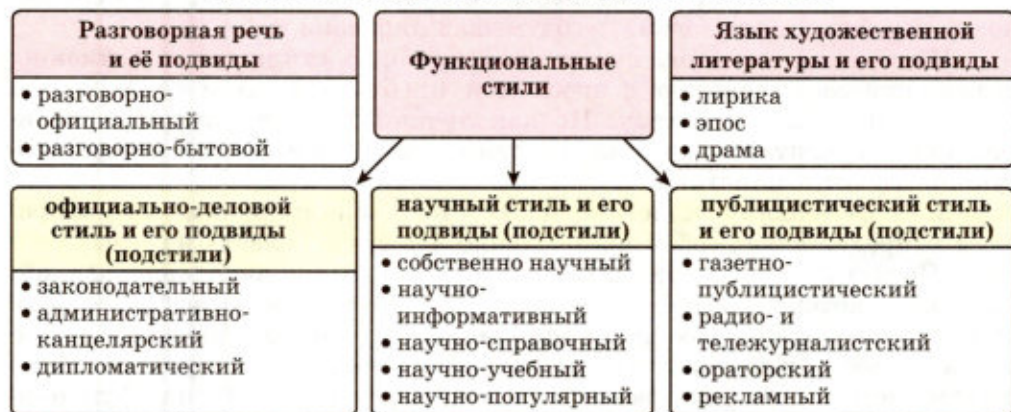 Разговорная речь
и её подвиды
• разговорно-
официальный
• разговорно-бытовой
Функциональные
стили
Язык художественной
литературы и его подвиды
• лирика
• эпос
• драма
официально-деловой
стиль и его подвиды
(подстили)
• законодательный
• административно-
канцелярский
• дипломатический
научный стиль и его
подвиды (подстили)
• собственно научный
• научно-
информативный
• научно-справочный
• научно-учебный
• научно-популярный
публицистический стиль
и его подвиды (подстили)
• газетно-
публицистический
• радио- и
тележурналистский
• ораторский
• рекламный